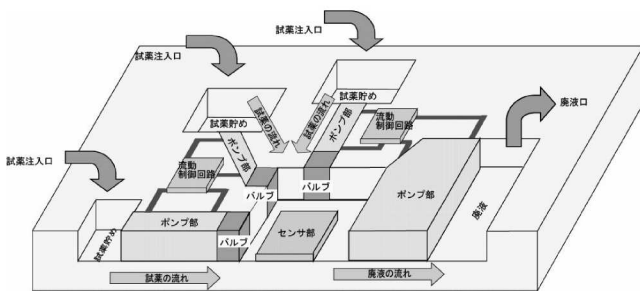 試薬注入口
試薬注入口
廃液口
試薬貯め
試薬の流れ
試薬の流れ
試薬貯め
ポンプ部
流動
制御回路
試薬注入口
流動
制御回路
ポンプ部
バルブ
バルブ
ポンプ部
廃液
ポンプ部
バルブ
センサ部
試薬貯め
試薬の流れ
廃液の流れ